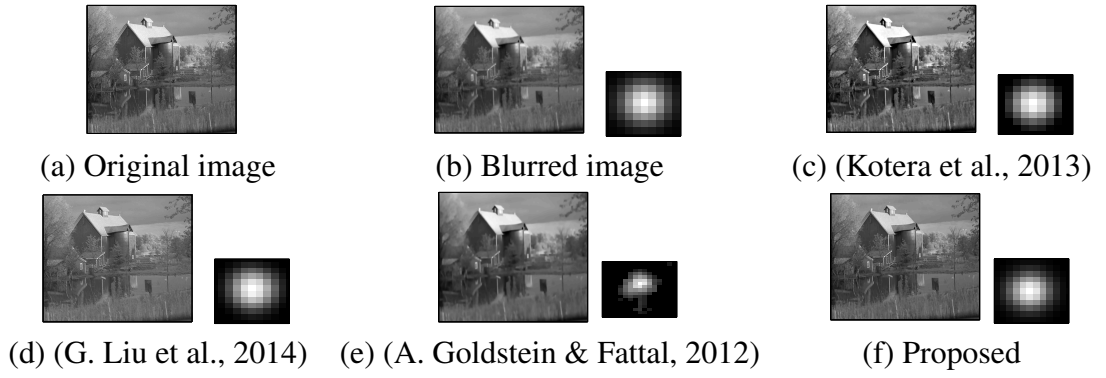 (a) Original image
(b) Blurred image
(c) (Kotera et al., 2013)
(d) (G. Liu et al., 2014)
(e) (A. Goldstein & Fattal, 2012)
(f) Proposed